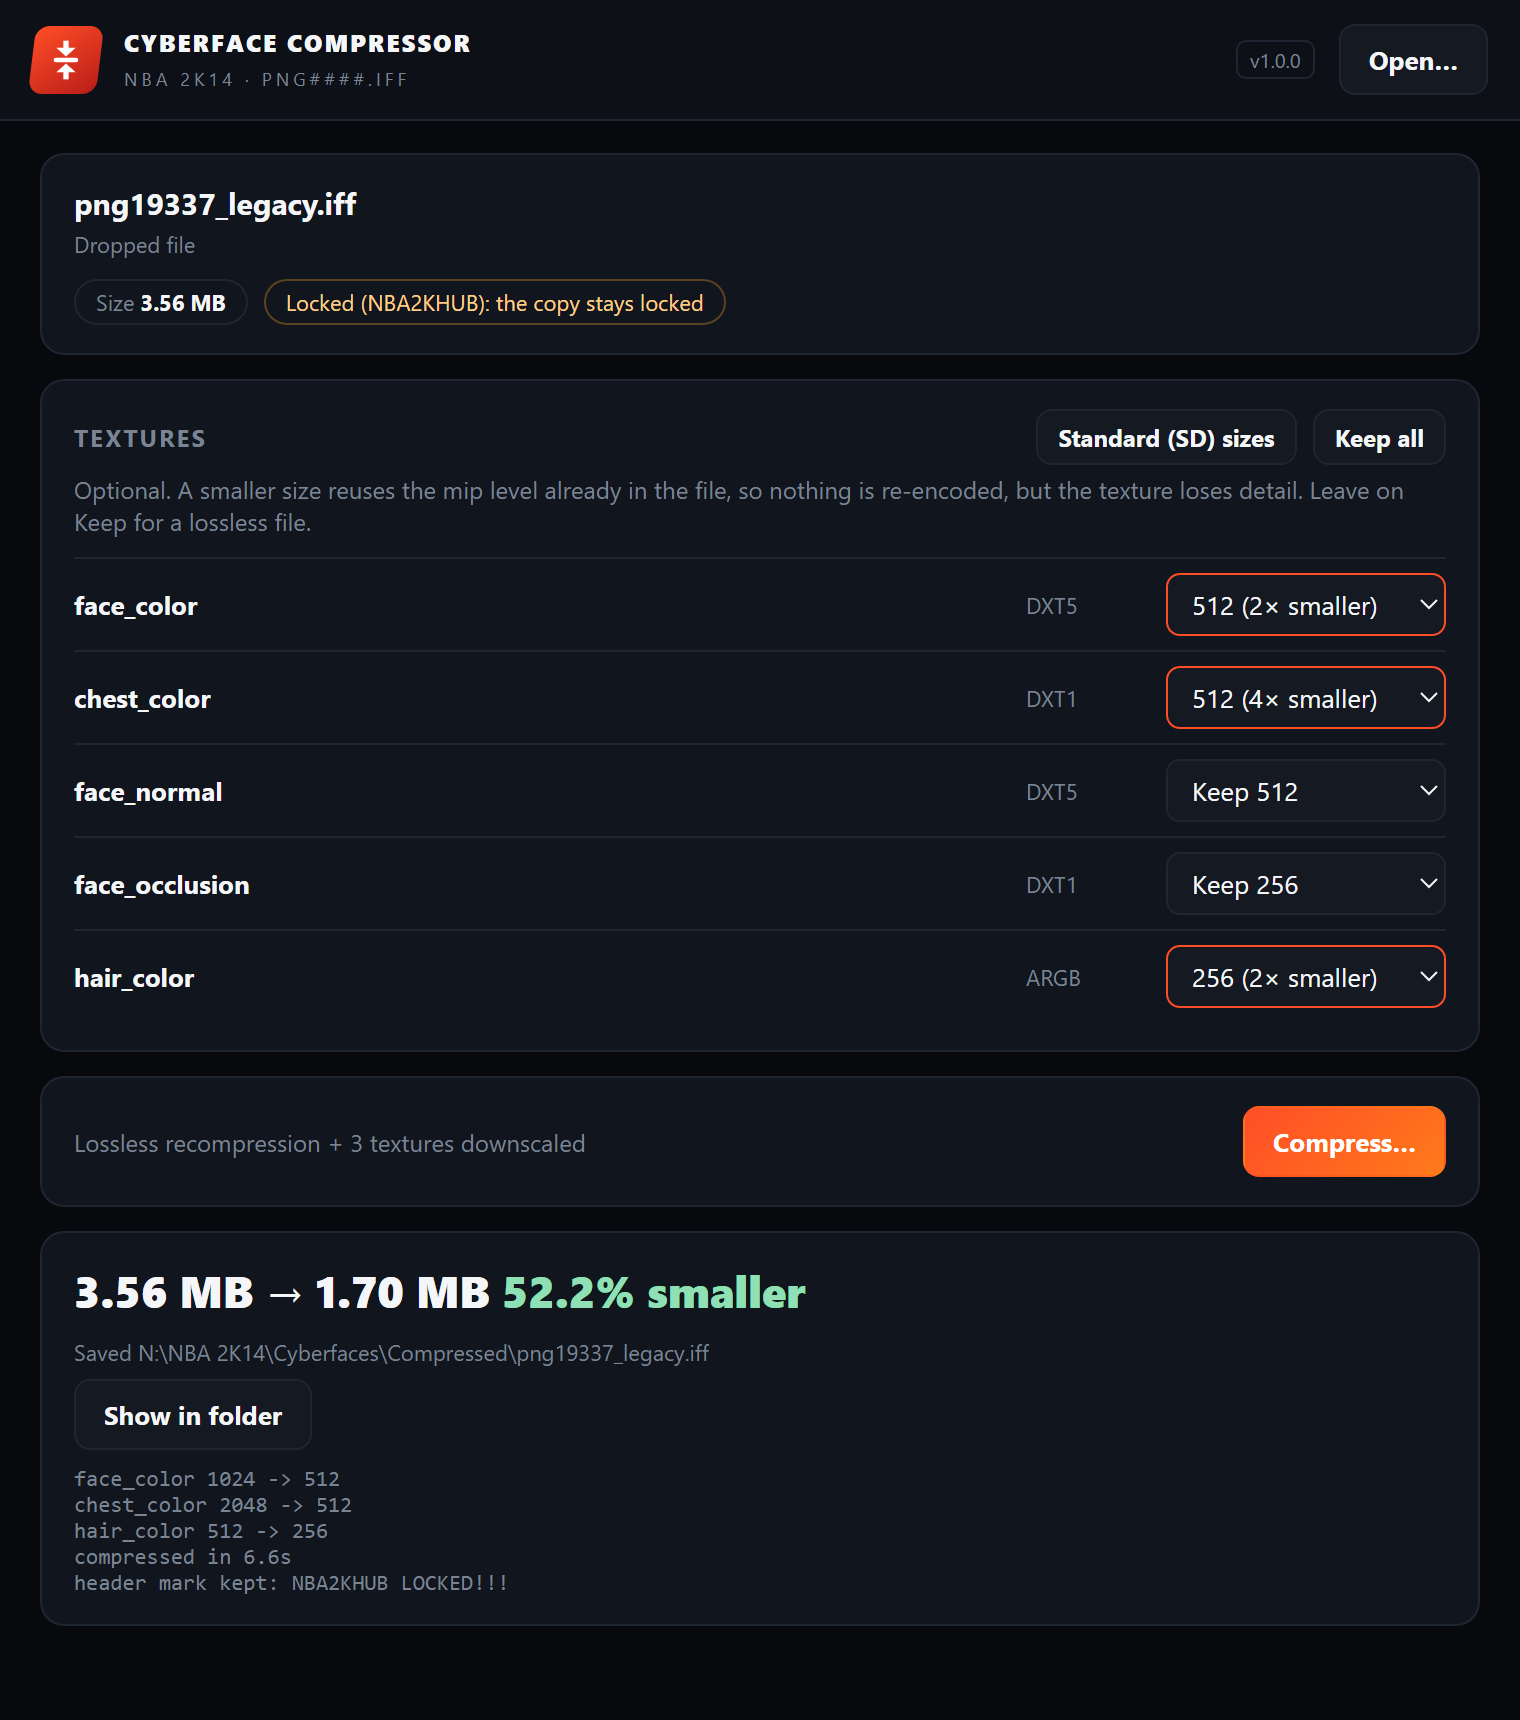 CYBERFACE COMPRESSOR
NBA 2K14 · PNG####.IFF
v1.0.0
Open...
png19337_legacy.iff
Dropped file
Size 3.56 MB
Locked (NBA2KHUB): the copy stays locked
TEXTURES
Standard (SD) sizes
Keep all
Optional. A smaller size reuses the mip level already in the file, so nothing is re-encoded, but the texture loses detail. Leave on
Keep for a lossless file.
face_color DXT5 512 (2× smaller)
chest_color DXT1 512 (4× smaller)
face_normal DXT5 Keep 512
face_occlusion DXT1 Keep 256
hair_color ARGB 256 (2× smaller)
Lossless recompression + 3 textures downscaled
Compress...
3.56 MB → 1.70 MB 52.2% smaller
Saved N:\NBA 2K14\Cyberfaces\Compressed\png19337_legacy.iff
Show in folder
face_color 1024 -> 512
chest_color 2048 -> 512
hair_color 512 -> 256
compressed in 6.6s
header mark kept: NBA2KHUB LOCKED!!!